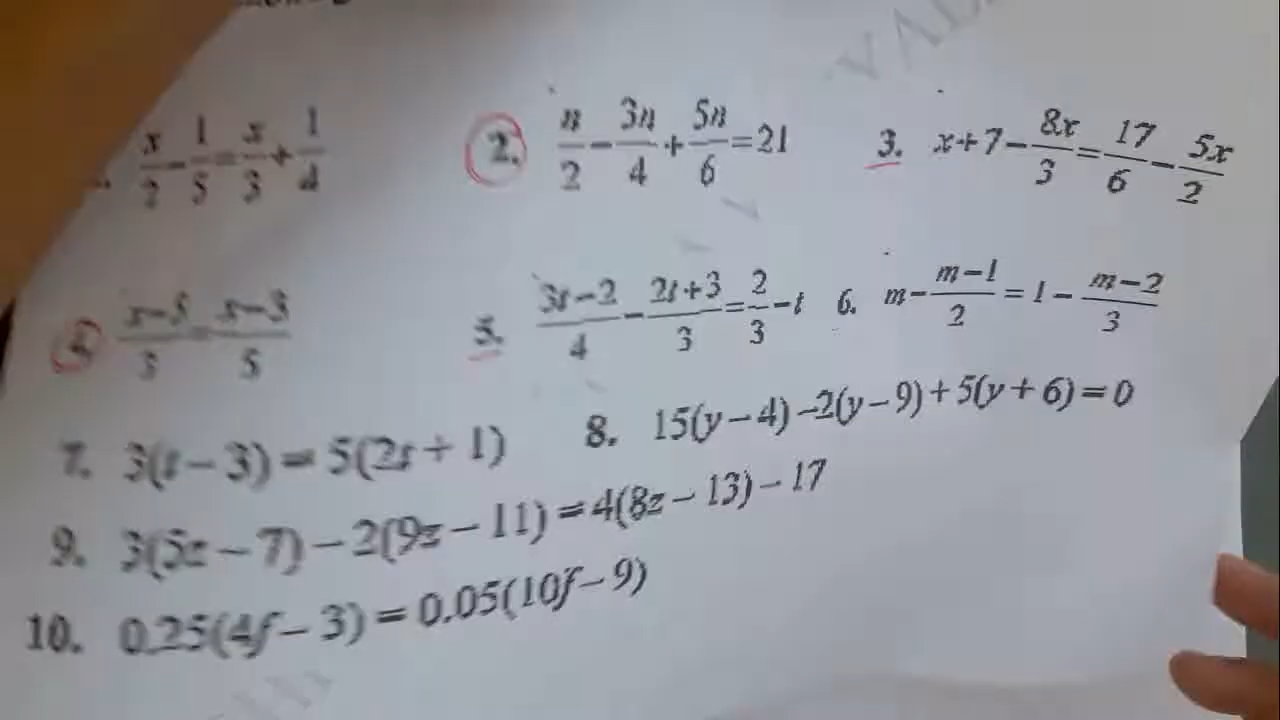 x/2 - 1/5 = x/3 + 1/4 2. n/2 - 3n/4 + 5n/6 = 21 3. x+7 - 8x/3 = 17/6 - 5x/2
4. x-5/3 = x-3/5 5. 3t-2/4 - 2t+3/3 = 2/3 - t 6. m - m-1/2 = 1 - m-2/3
7. 3(t-3) = 5(2t+1) 8. 15(y-4) -2(y-9) + 5(y+6) = 0
9. 3(5z-7) - 2(9z-11) = 4(8z-13) - 17
10. 0.25(4f-3) = 0.05(10f-9)